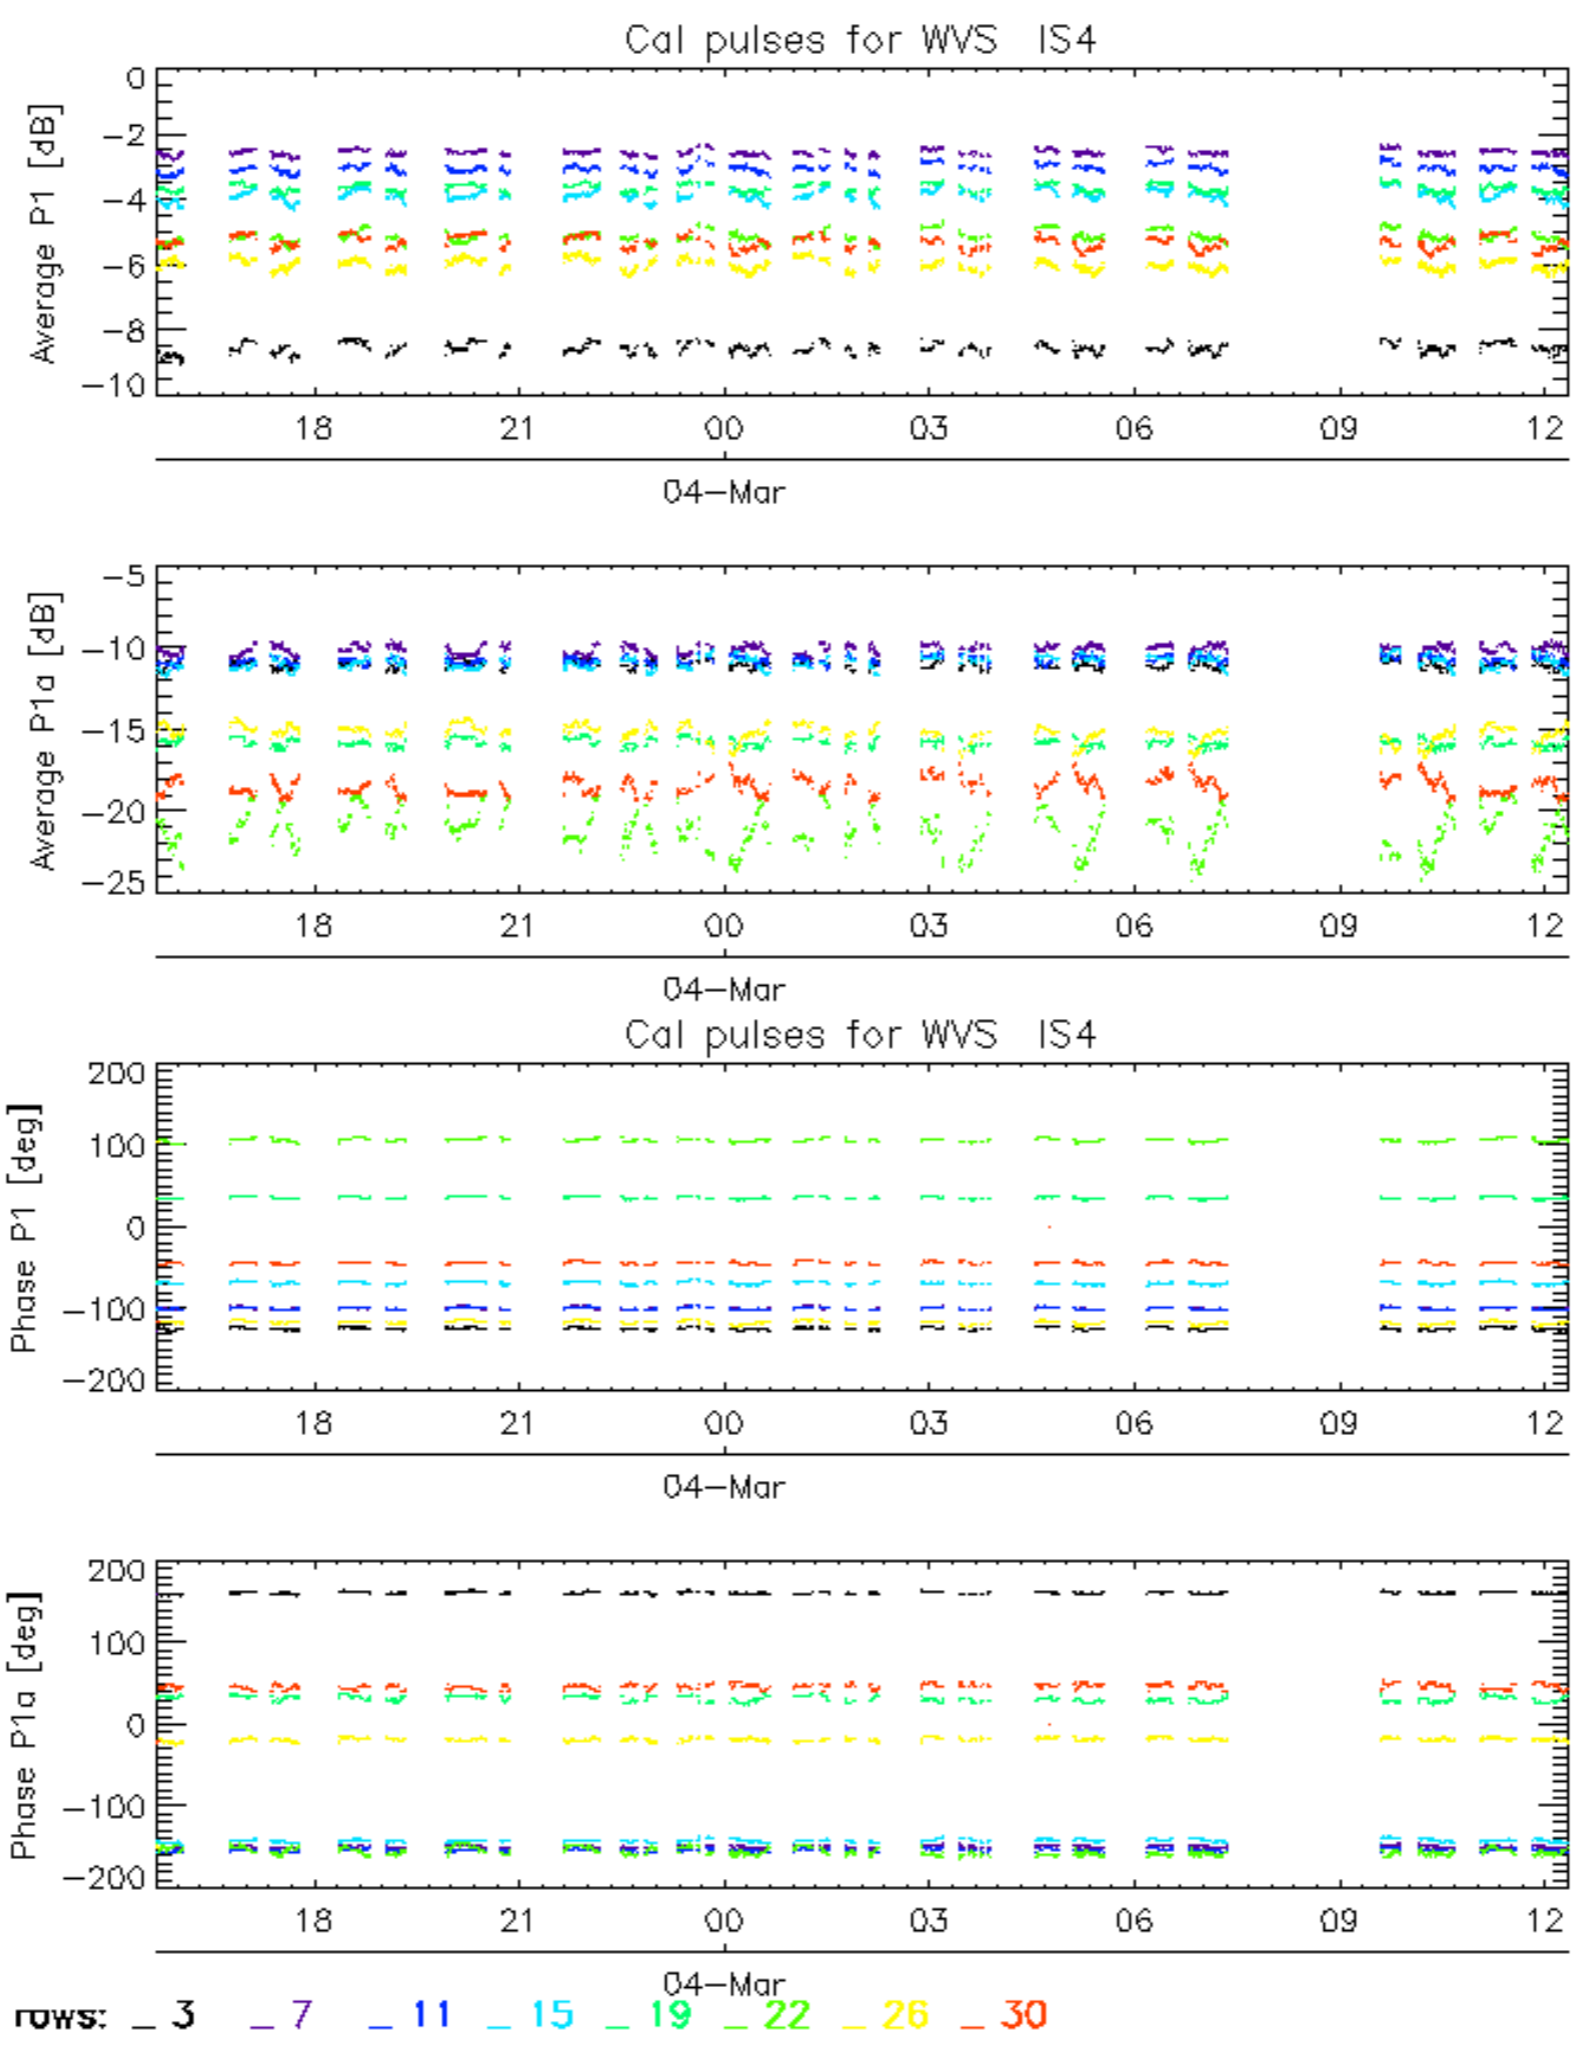 Cal pulses for WVS IS4
Average P1 [dB]
0
-2
-4
-6
-8
-10
18 21 00 03 06 09 12
04-Mar
Average P1a [dB]
-5
-10
-15
-20
-25
18 21 00 03 06 09 12
04-Mar
Cal pulses for WVS IS4
Phase P1 [deg]
200
100
0
-100
-200
18 21 00 03 06 09 12
04-Mar
Phase P1a [deg]
200
100
0
-100
-200
18 21 00 03 06 09 12
04-Mar
rows: _ 3 _ 7 _ 11 _ 15 _ 19 _ 22 _ 26 _ 30